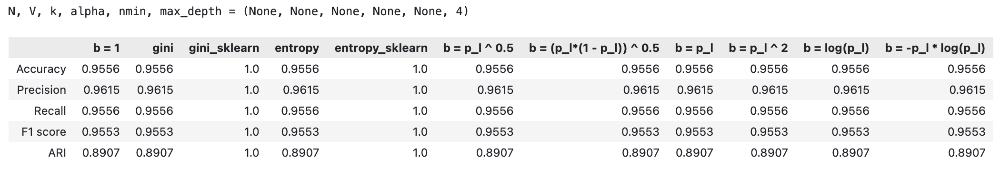 N, V, k, alpha, nmin, max_depth = (None, None, None, None, None, 4)
b = 1 gini gini_sklearn entropy entropy_sklearn b = p_l ^ 0.5 b = (p_l*(1 - p_l)) ^ 0.5 b = p_l b = p_l ^ 2 b = log(p_l) b = -p_l * log(p_l)
Accuracy 0.9556 0.9556 1.0 0.9556 1.0 0.9556 0.9556 0.9556 0.9556 0.9556 0.9556
Precision 0.9615 0.9615 1.0 0.9615 1.0 0.9615 0.9615 0.9615 0.9615 0.9615 0.9615
Recall 0.9556 0.9556 1.0 0.9556 1.0 0.9556 0.9556 0.9556 0.9556 0.9556 0.9556
F1 score 0.9553 0.9553 1.0 0.9553 1.0 0.9553 0.9553 0.9553 0.9553 0.9553 0.9553
ARI 0.8907 0.8907 1.0 0.8907 1.0 0.8907 0.8907 0.8907 0.8907 0.8907 0.8907